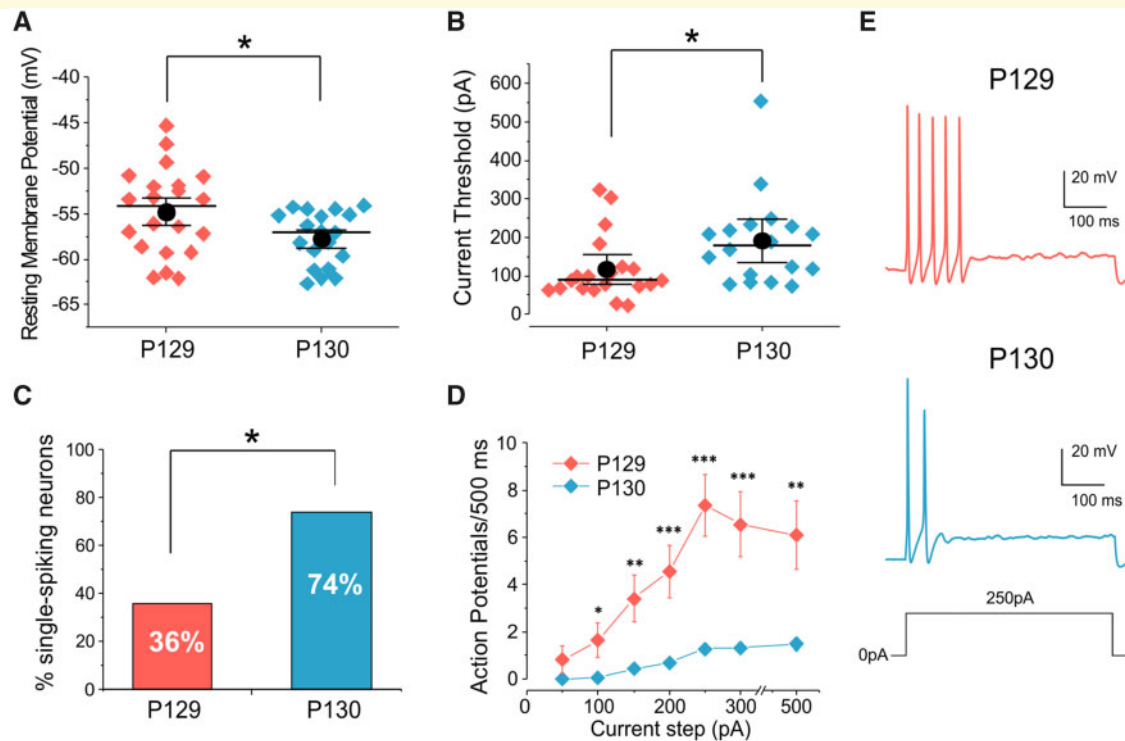 A
*
Resting Membrane Potential (mV)
-40
-45
-50
-55
-60
-65
P129
P130
B
*
Current Threshold (pA)
600
500
400
300
200
100
0
P129
P130
C
*
% single-spiking neurons
100
80
60
40
20
0
36%
74%
P129
P130
D
Action Potentials/500 ms
10
8
6
4
2
0
P129
P130
*
**
***
***
***
**
0
100
200
300
500
Current step (pA)
E
P129
20 mV
100 ms
P130
20 mV
100 ms
250pA
0pA